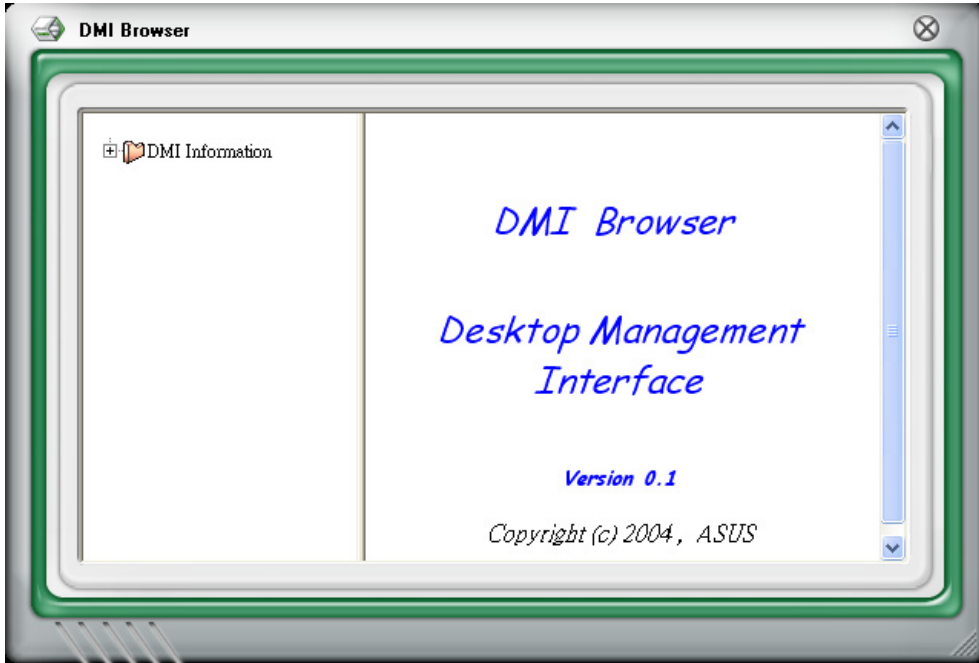 DMI Browser
DMI Information
DMI Browser
Desktop Management
Interface
Version 0.1
Copyright (c) 2004, ASUS